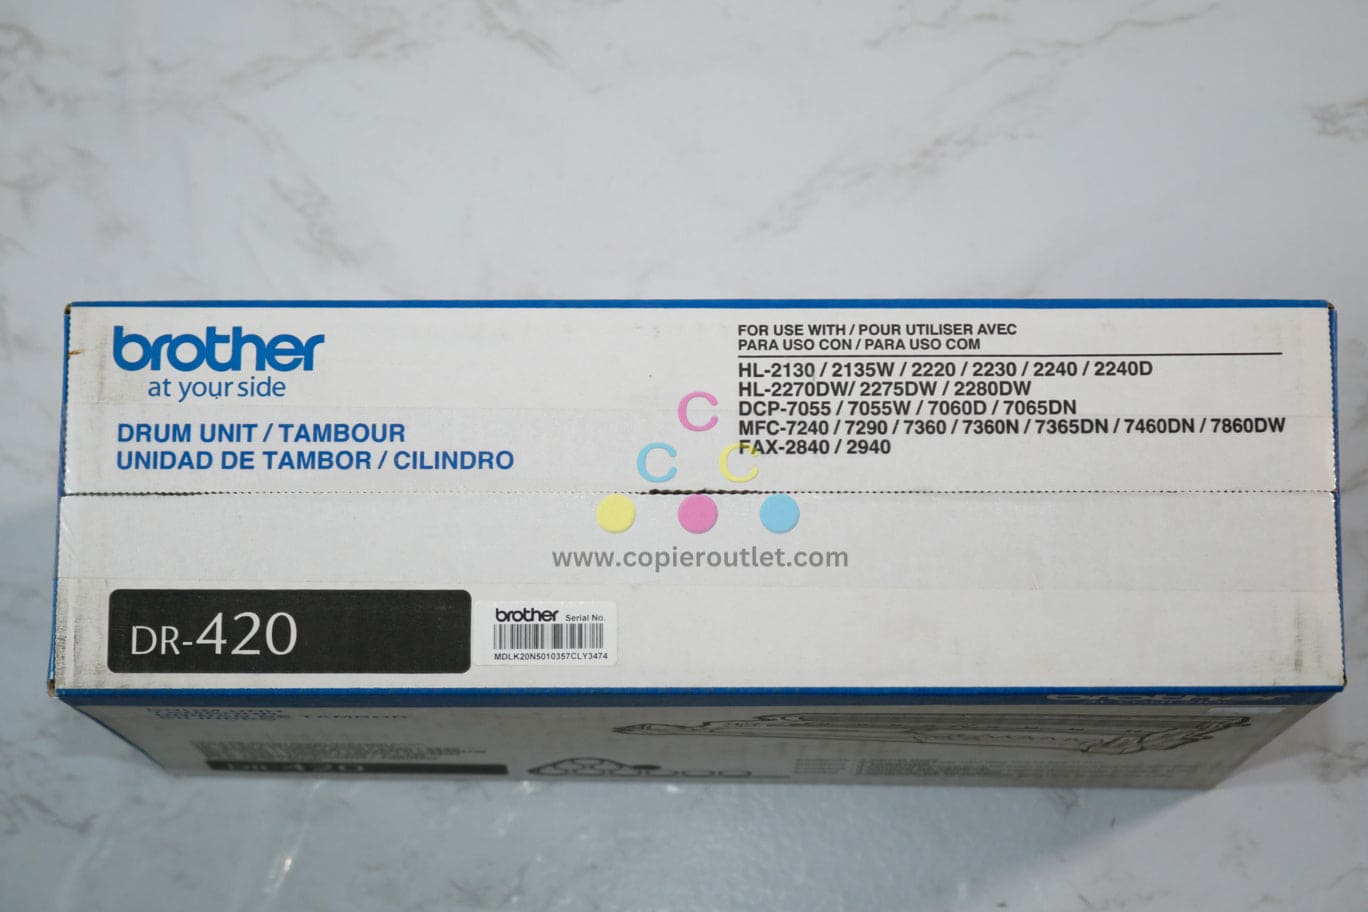 brother
at your side
DRUM UNIT / TAMBOUR
UNIDAD DE TAMBOR / CILINDRO
FOR USE WITH / POUR UTILISER AVEC
PARA USO CON / PARA USO COM
HL-2130 / 2135W / 2220 / 2230 / 2240 / 2240D
HL-2270DW/ 2275DW / 2280DW
DCP-7055 / 7055W / 7060D / 7065DN
MFC-7240 / 7290 / 7360 / 7360N / 7365DN / 7460DN / 7860DW
FAX-2840 / 2940
C
C C
www.copieroutlet.com
DR-420
brother Serial No.
MDLK20N5010357CLY3474
brother
DR-420